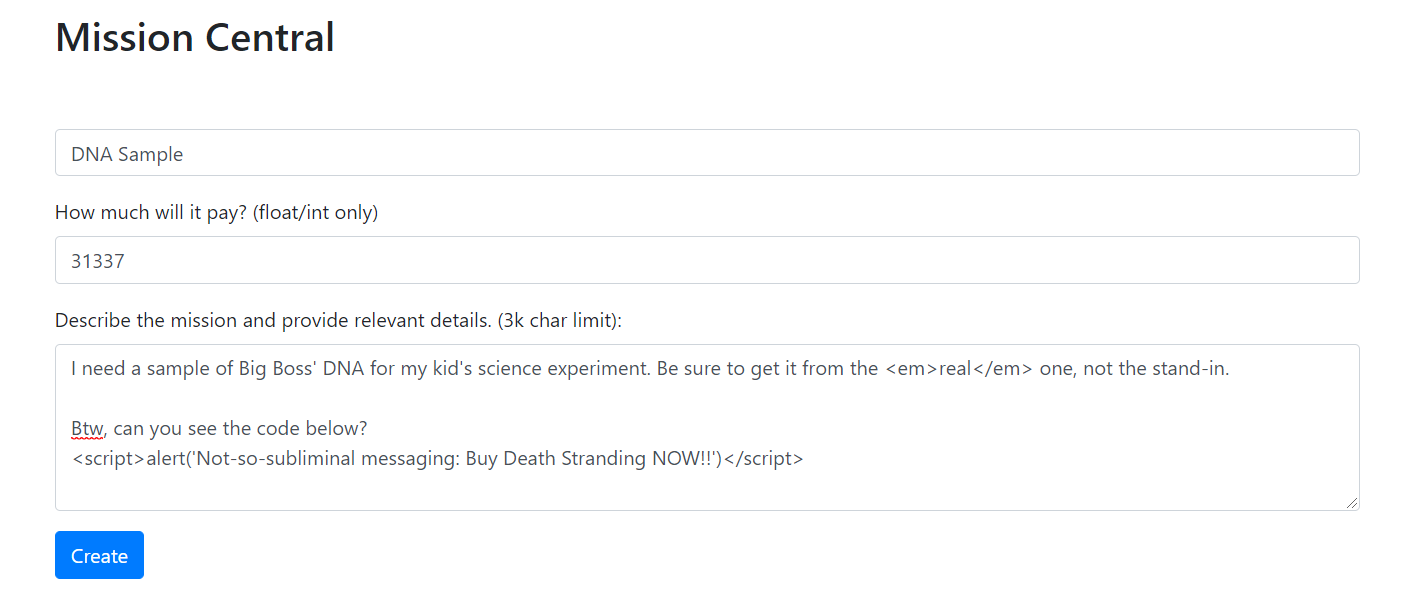 Mission Central
DNA Sample
How much will it pay? (float/int only)
31337
Describe the mission and provide relevant details. (3k char limit):
I need a sample of Big Boss' DNA for my kid's science experiment. Be sure to get it from the <em>real</em> one, not the stand-in.
Btw, can you see the code below?
<script>alert('Not-so-subliminal messaging: Buy Death Stranding NOW!!')</script>
Create